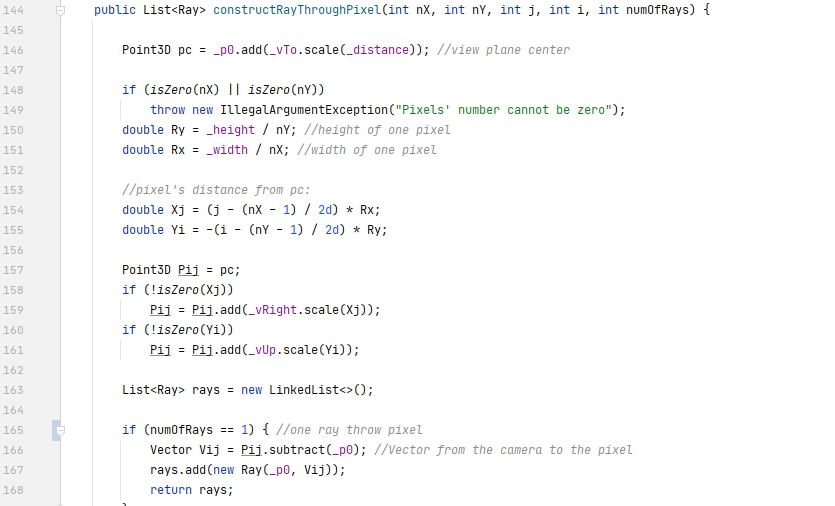 144 public List<Ray> constructRayThroughPixel(int nX, int nY, int j, int i, int numOfRays) {
145
146 Point3D pc = _p0.add(_vTo.scale(_distance)); //view plane center
147
148 if (isZero(nX) || isZero(nY))
149 throw new IllegalArgumentException("Pixels' number cannot be zero");
150 double Ry = _height / nY; //height of one pixel
151 double Rx = _width / nX; //width of one pixel
152
153 //pixel's distance from pc:
154 double Xj = (j - (nX - 1) / 2d) * Rx;
155 double Yi = -(i - (nY - 1) / 2d) * Ry;
156
157 Point3D Pij = pc;
158 if (!isZero(Xj))
159 Pij = Pij.add(_vRight.scale(Xj));
160 if (!isZero(Yi))
161 Pij = Pij.add(_vUp.scale(Yi));
162
163 List<Ray> rays = new LinkedList<>();
164
165 if (numOfRays == 1) { //one ray throw pixel
166 Vector Vij = Pij.subtract(_p0); //Vector from the camera to the pixel
167 rays.add(new Ray(_p0, Vij));
168 return rays;